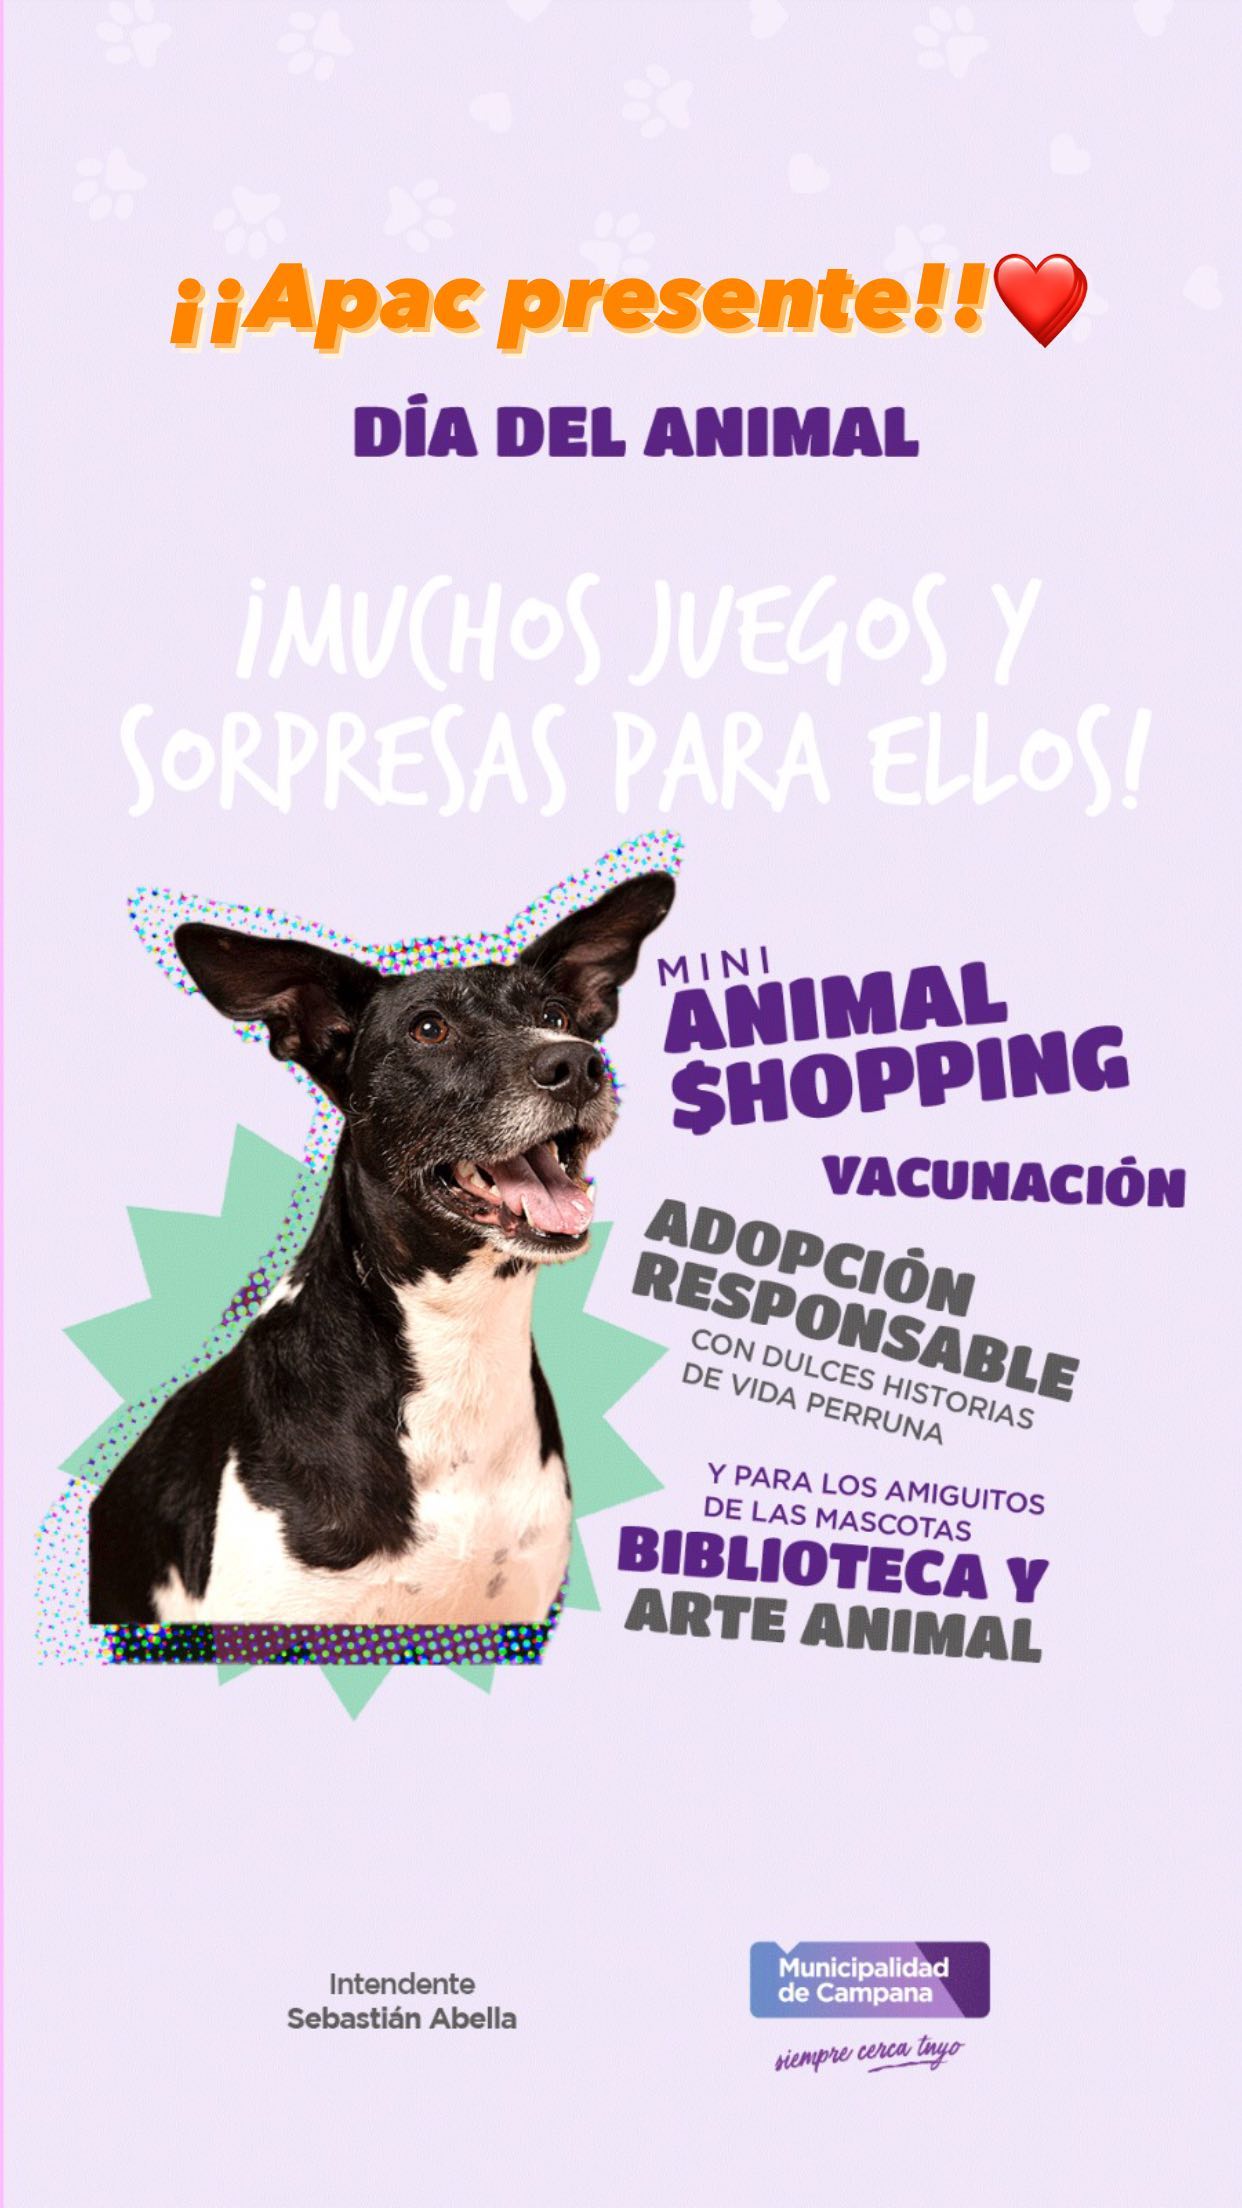 ¡¡Apac presente!!❤️
DÍA DEL ANIMAL
¡MUCHOS JUEGOS Y
SORPRESAS PARA ELLOS!
MINI
ANIMAL
$HOPPING
VACUNACIÓN
ADOPCIÓN
RESPONSABLE
CON DULCES HISTORIAS
DE VIDA PERRUNA
Y PARA LOS AMIGUITOS
DE LAS MASCOTAS
BIBLIOTECA Y
ARTE ANIMAL
Intendente
Sebastián Abella
Municipalidad
de Campana
siempre cerca tuyo